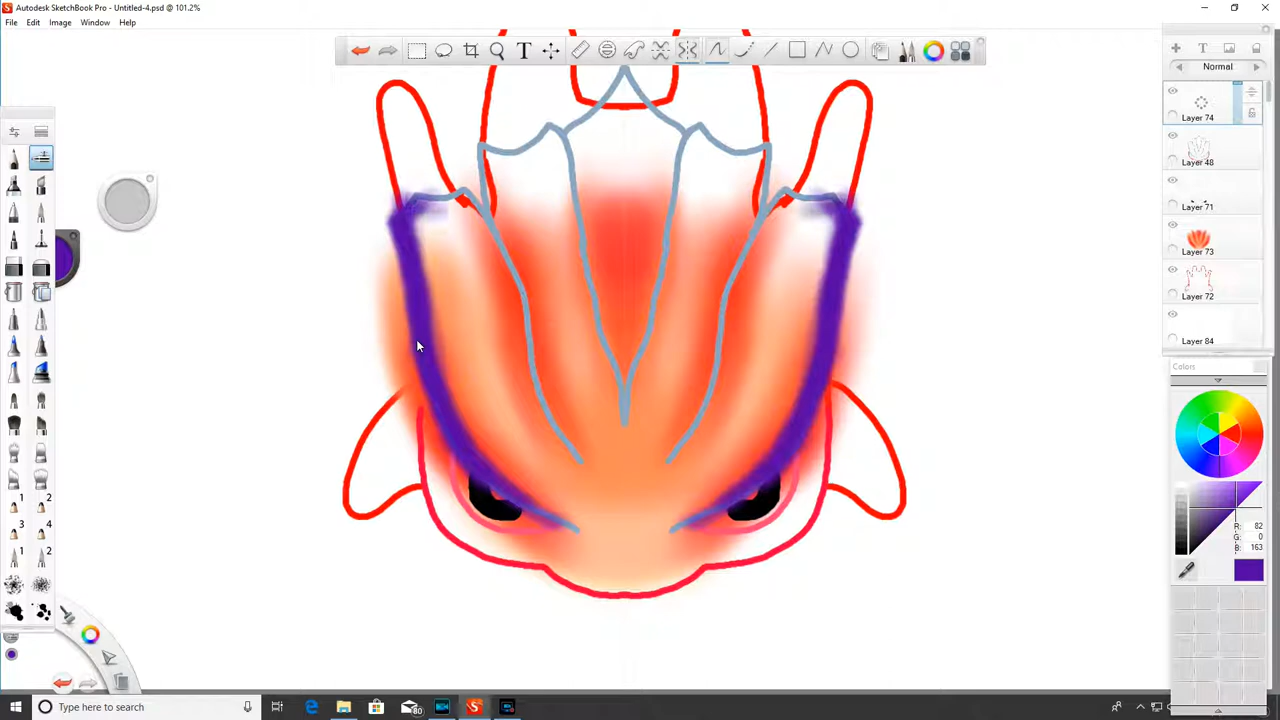 Autodesk SketchBook Pro - Untitled-4.psd @ 101.2%
File Edit Image Window Help
T
T
Normal
Layer 74
Layer 48
Layer 71
Layer 73
Layer 72
Layer 84
Colors
R: 82
G: 0
B: 163
1 2
3 4
1 2
S
80
Type here to search